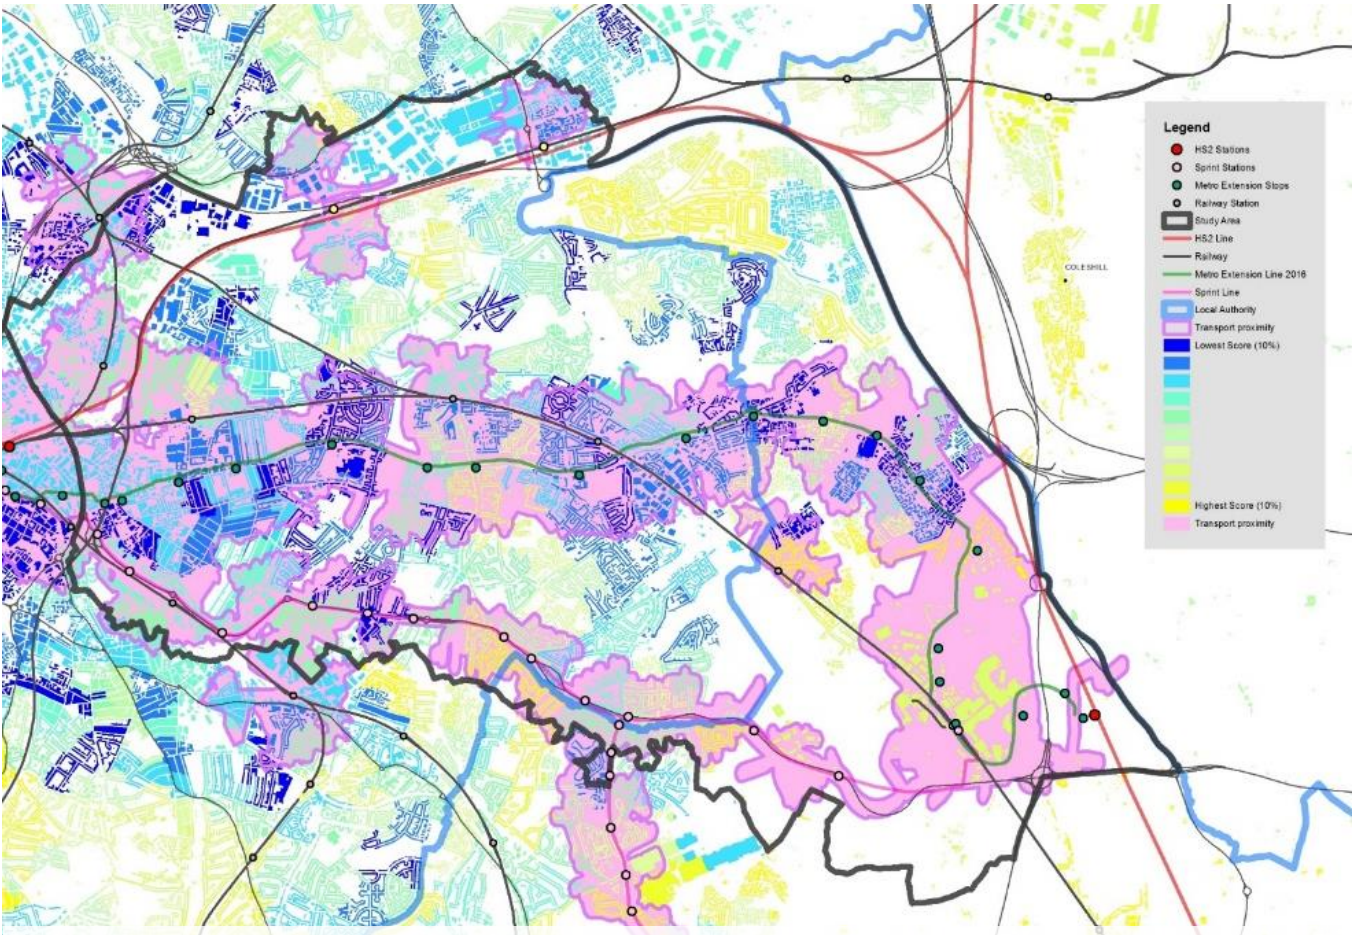 COLESHILL
Legend
HS2 Stations
Sprint Stations
Metro Extension Stops
Railway Station
Study Area
HS2 Line
Railway
Metro Extension Line 2016
Sprint Line
Local Authority
Transport proximity
Lowest Score (10%)
Highest Score (10%)
Transport proximity